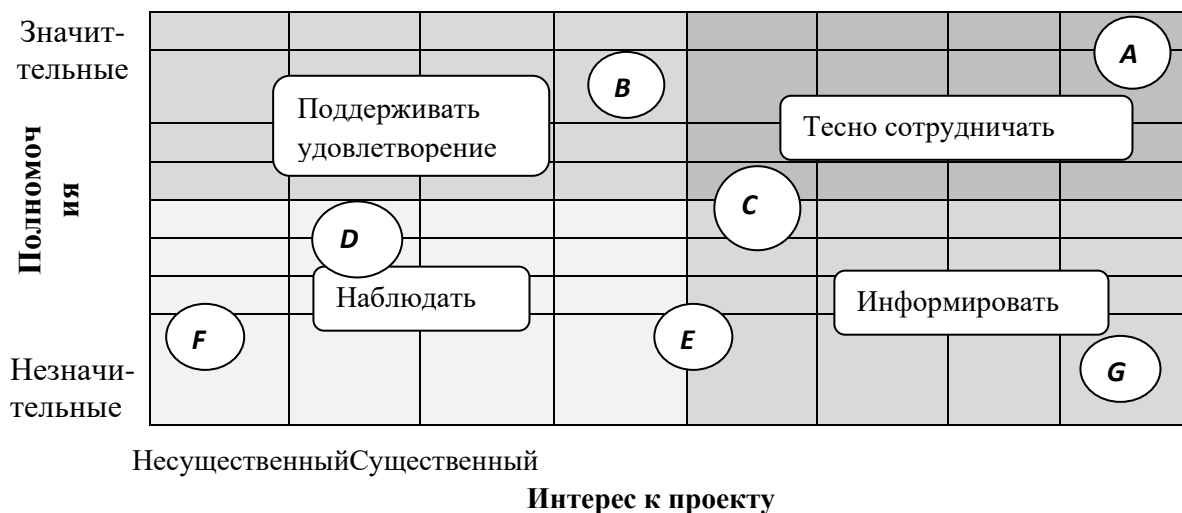 Значит-
тельные
Полномоч
ия
Незначи-
тельные
A
B
Поддерживать
удовлетворение
Тесно сотрудничать
C
D
Наблюдать
Информировать
F
E
G
НесущественныйСущественный
Интерес к проекту